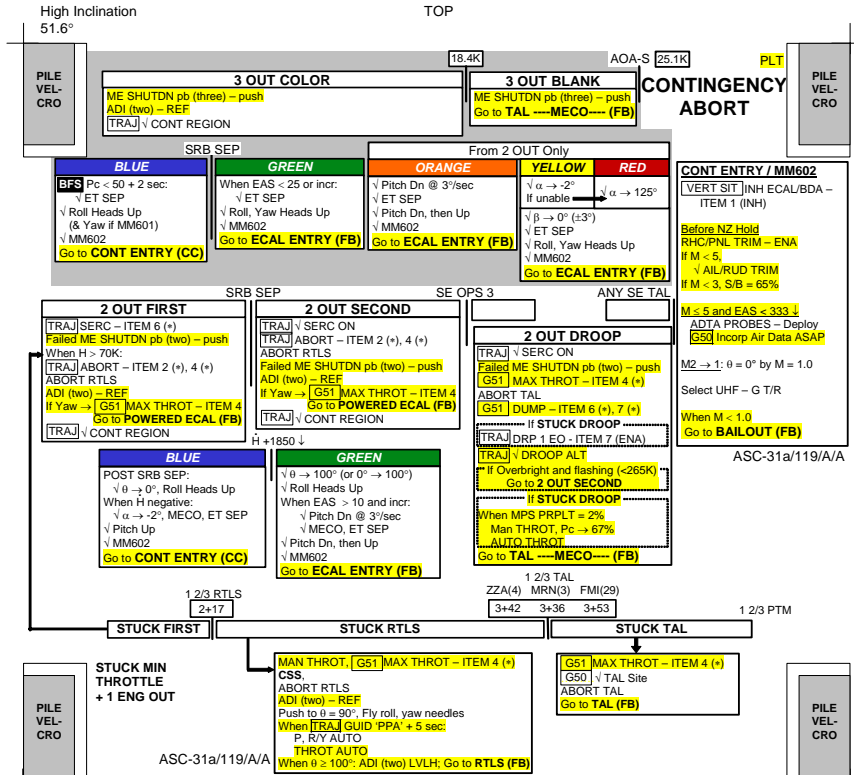 High Inclination
51.6°
TOP
18.4K
AOA-S 25.1K
PLT
PILE
VEL-
CRO
PILE
VEL-
CRO
CONTINGENCY
ABORT
3 OUT COLOR
ME SHUTDN pb (three) – push
ADI (two) – REF
TRAJ √ CONT REGION
3 OUT BLANK
ME SHUTDN pb (three) – push
Go to TAL ----MECO---- (FB)
SRB SEP
From 2 OUT Only
BLUE
BFS Pc < 50 + 2 sec:
√ ET SEP
√ Roll Heads Up
(& Yaw if MM601)
√ MM602
Go to CONT ENTRY (CC)
GREEN
When EAS < 25 or incr:
√ ET SEP
√ Roll, Yaw Heads Up
√ MM602
Go to ECAL ENTRY (FB)
ORANGE
√ Pitch Dn @ 3°/sec
√ ET SEP
√ Pitch Dn, then Up
√ MM602
Go to ECAL ENTRY (FB)
YELLOW
√ α → -2°
If unable
RED
√ α → 125°
√ β → 0° (±3°)
√ ET SEP
√ Roll, Yaw Heads Up
√ MM602
Go to ECAL ENTRY (FB)
CONT ENTRY / MM602
VERT SIT INH ECAL/BDA –
ITEM 1 (INH)
Before NZ Hold
RHC/PNL TRIM – ENA
If M < 5,
√ AIL/RUD TRIM
If M < 3, S/B = 65%
M ≤ 5 and EAS < 333 ↓
ADTA PROBES – Deploy
G50 Incorp Air Data ASAP
M2 → 1: θ = 0° by M = 1.0
Select UHF – G T/R
When M < 1.0
Go to BAILOUT (FB)
ASC-31a/119/A/A
SRB SEP
SE OPS 3
ANY SE TAL
2 OUT FIRST
TRAJ SERC – ITEM 6 (∗)
Failed ME SHUTDN pb (two) – push
When H > 70K:
TRAJ ABORT – ITEM 2 (∗), 4 (∗)
ABORT RTLS
ADI (two) – REF
If Yaw → G51 MAX THROT – ITEM 4
Go to POWERED ECAL (FB)
TRAJ √ CONT REGION
2 OUT SECOND
TRAJ √ SERC ON
TRAJ ABORT – ITEM 2 (∗), 4 (∗)
ABORT RTLS
Failed ME SHUTDN pb (two) – push
ADI (two) – REF
If Yaw → G51 MAX THROT – ITEM 4
Go to POWERED ECAL (FB)
TRAJ √ CONT REGION
2 OUT DROOP
TRAJ √ SERC ON
Failed ME SHUTDN pb (two) – push
G51 MAX THROT – ITEM 4 (∗)
ABORT TAL
G51 DUMP – ITEM 6 (∗), 7 (∗)
If STUCK DROOP
TRAJ DRP 1 EO - ITEM 7 (ENA)
TRAJ √ DROOP ALT
If Overbright and flashing (<265K)
Go to 2 OUT SECOND
If STUCK DROOP
When MPS PRPLT = 2%
Man THROT, Pc → 67%
AUTO THROT
Go to TAL ----MECO---- (FB)
Ḣ +1850 ↓
BLUE
POST SRB SEP:
√ θ → 0°, Roll Heads Up
When H negative:
√ α → -2°, MECO, ET SEP
√ Pitch Up
√ MM602
Go to CONT ENTRY (CC)
GREEN
√ θ → 100° (or 0° → 100°)
√ Roll Heads Up
When EAS > 10 and incr:
√ Pitch Dn @ 3°/sec
√ MECO, ET SEP
√ Pitch Dn, then Up
√ MM602
Go to ECAL ENTRY (FB)
1 2/3 RTLS
2+17
1 2/3 TAL
ZZA(4) MRN(3) FMI(29)
3+42 3+36 3+53
1 2/3 PTM
STUCK FIRST
STUCK RTLS
STUCK TAL
STUCK MIN
THROTTLE
+ 1 ENG OUT
MAN THROT, G51 MAX THROT – ITEM 4 (∗)
CSS,
ABORT RTLS
ADI (two) – REF
Push to θ = 90°, Fly roll, yaw needles
When TRAJ GUID 'PPA' + 5 sec:
P, R/Y AUTO
THROT AUTO
When θ ≥ 100°: ADI (two) LVLH; Go to RTLS (FB)
G51 MAX THROT – ITEM 4 (∗)
G50 √ TAL Site
ABORT TAL
Go to TAL (FB)
PILE
VEL-
CRO
PILE
VEL-
CRO
ASC-31a/119/A/A